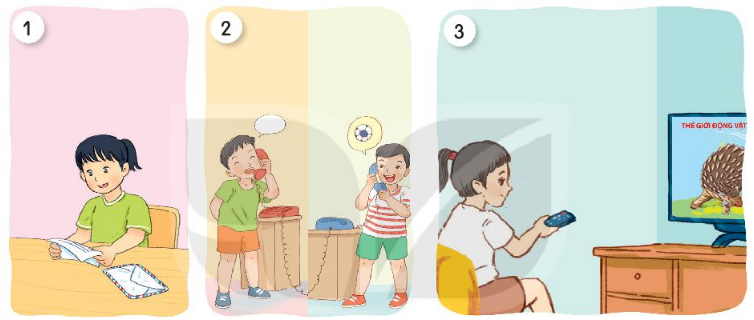 1
2
3
THẾ GIỚI ĐỘNG VẬT